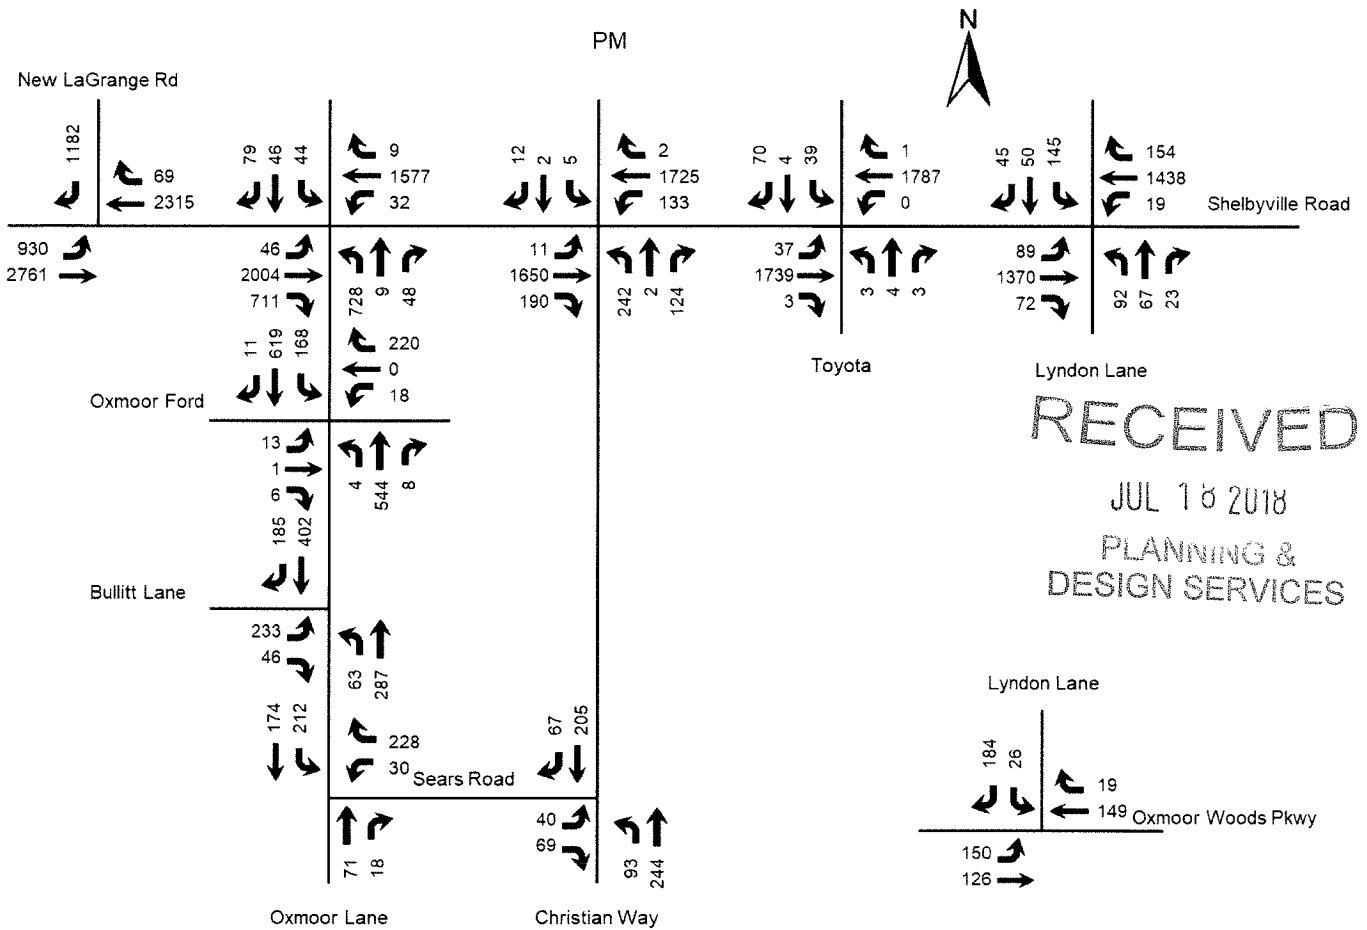 PM
N
New LaGrange Rd
1182
69
2315
930
2761
79 46 44
9
1577
32
46
2004
711
728 9 48
12 2 5
2
1725
133
11
1650
190
242 2 124
70 4 39
1
1787
0
37
1739
3
3 4 3
Toyota
45 50 145
154
1438
19
Shelbyville Road
89
1370
72
92 67 23
Lyndon Lane
11 619 168
220
0
18
Oxmoor Ford
13
1
6
4 544 8
185 402
Bullitt Lane
233
46
63 287
174 212
228
30
Sears Road
71 18
Oxmoor Lane
67 205
40
69
93 244
Christian Way
RECEIVED
JUL 18 2018
PLANNING &
DESIGN SERVICES
Lyndon Lane
184 26
19
149
Oxmoor Woods Pkwy
150
126